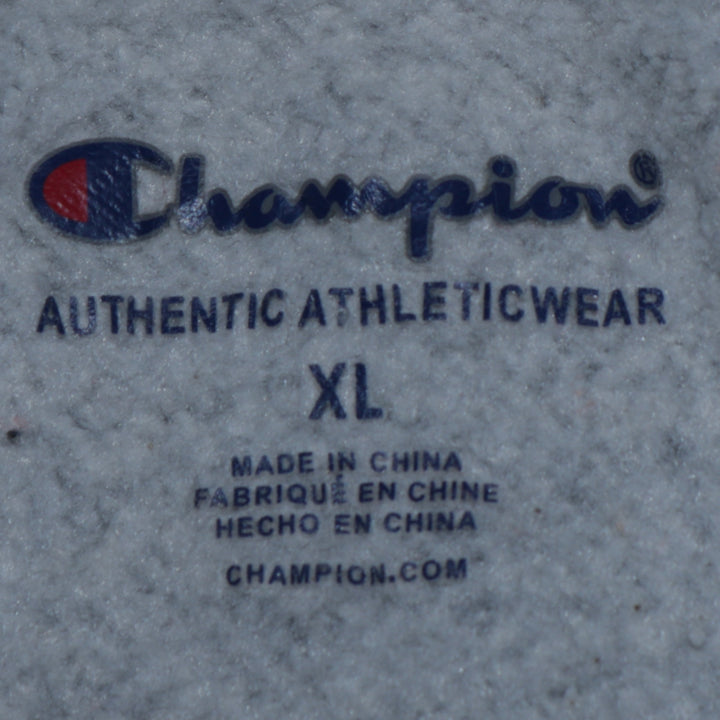 Champion®
AUTHENTIC ATHLETICWEAR
XL
MADE IN CHINA
FABRIQUÉ EN CHINE
HECHO EN CHINA
CHAMPION.COM